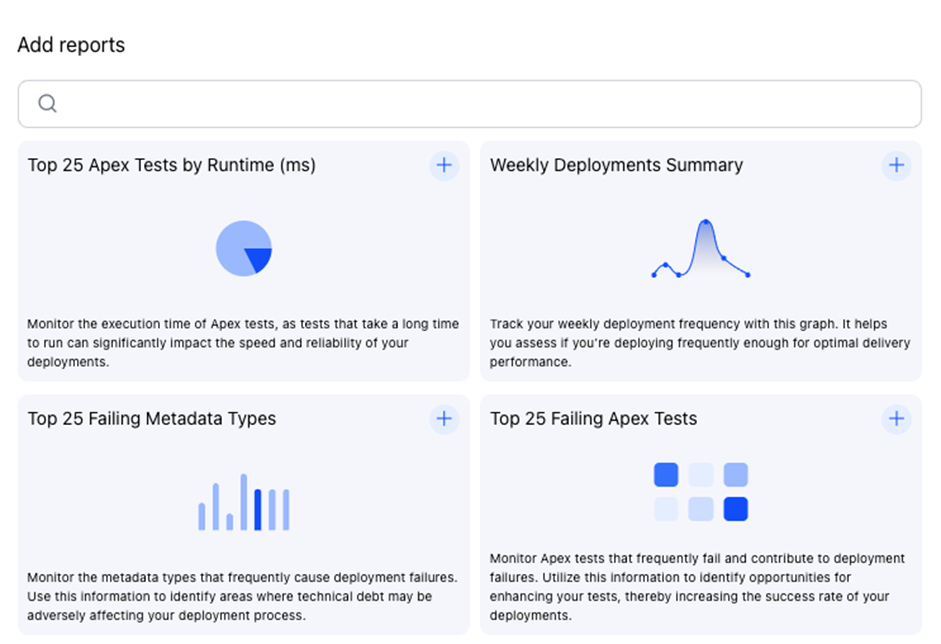 Add reports
Top 25 Apex Tests by Runtime (ms)
Monitor the execution time of Apex tests, as tests that take a long time
to run can significantly impact the speed and reliability of your
deployments.
Weekly Deployments Summary
Track your weekly deployment frequency with this graph. It helps
you assess if you're deploying frequently enough for optimal delivery
performance.
Top 25 Failing Metadata Types
Monitor the metadata types that frequently cause deployment failures.
Use this information to identify areas where technical debt may be
adversely affecting your deployment process.
Top 25 Failing Apex Tests
Monitor Apex tests that frequently fail and contribute to deployment
failures. Utilize this information to identify opportunities for
enhancing your tests, thereby increasing the success rate of your
deployments.